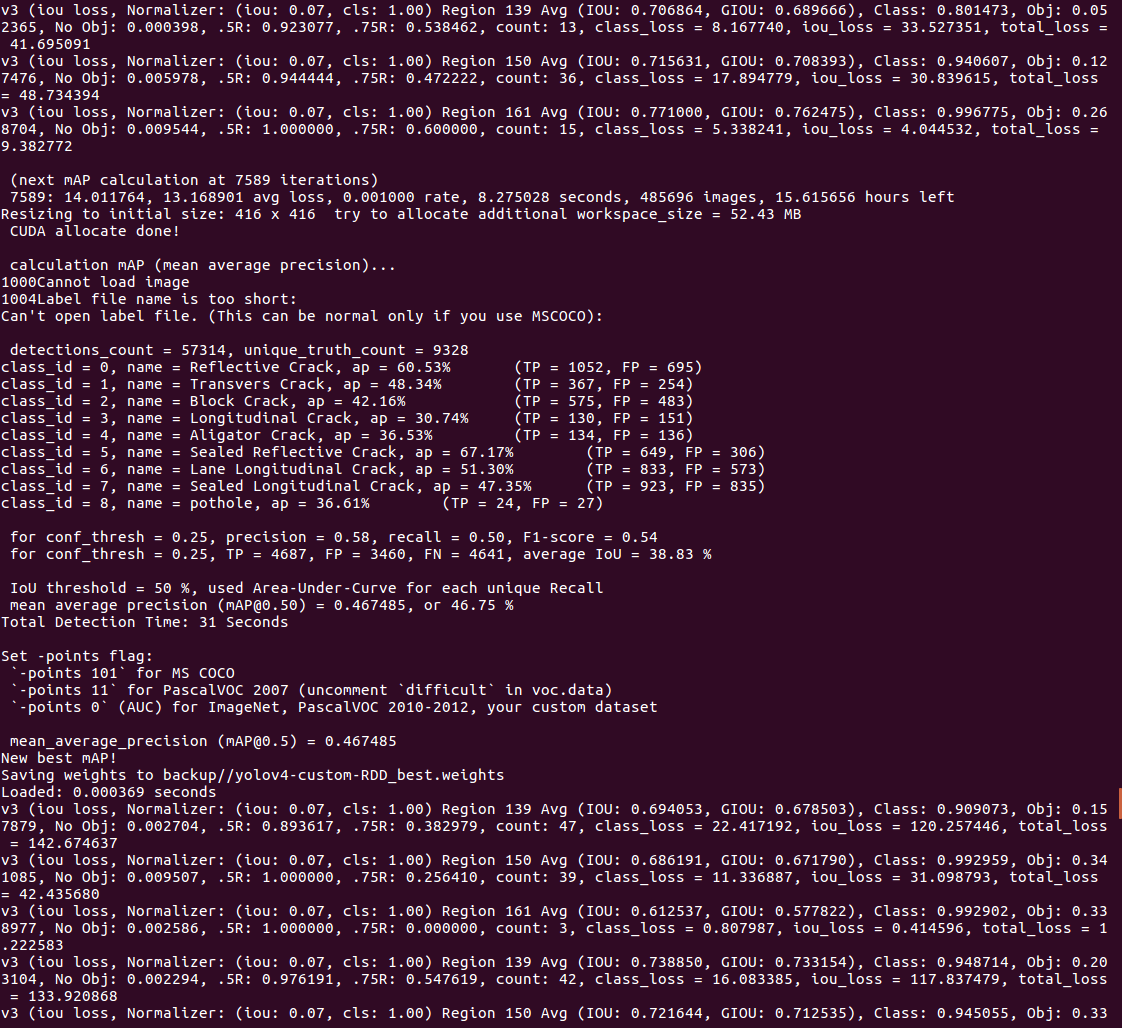 v3 (iou loss, Normalizer: (iou: 0.07, cls: 1.00) Region 139 Avg (IOU: 0.706864, GIOU: 0.689666), Class: 0.801473, Obj: 0.05
2365, No Obj: 0.000398, .5R: 0.923077, .75R: 0.538462, count: 13, class_loss = 8.167740, iou_loss = 33.527351, total_loss =
 41.695091
v3 (iou loss, Normalizer: (iou: 0.07, cls: 1.00) Region 150 Avg (IOU: 0.715631, GIOU: 0.708393), Class: 0.940607, Obj: 0.12
7476, No Obj: 0.005978, .5R: 0.944444, .75R: 0.472222, count: 36, class_loss = 17.894779, iou_loss = 30.839615, total_loss
= 48.734394
v3 (iou loss, Normalizer: (iou: 0.07, cls: 1.00) Region 161 Avg (IOU: 0.771000, GIOU: 0.762475), Class: 0.996775, Obj: 0.26
8704, No Obj: 0.009544, .5R: 1.000000, .75R: 0.600000, count: 15, class_loss = 5.338241, iou_loss = 4.044532, total_loss =
9.382772

 (next mAP calculation at 7589 iterations)
 7589: 14.011764, 13.168901 avg loss, 0.001000 rate, 8.275028 seconds, 485696 images, 15.615656 hours left
Resizing to initial size: 416 x 416  try to allocate additional workspace_size = 52.43 MB
 CUDA allocate done!

 calculation mAP (mean average precision)...
1000Cannot load image
1004Label file name is too short:
Can't open label file. (This can be normal only if you use MSCOCO):

 detections_count = 57314, unique_truth_count = 9328
class_id = 0, name = Reflective Crack, ap = 60.53%       (TP = 1052, FP = 695)
class_id = 1, name = Transvers Crack, ap = 48.34%        (TP = 367, FP = 254)
class_id = 2, name = Block Crack, ap = 42.16%            (TP = 575, FP = 483)
class_id = 3, name = Longitudinal Crack, ap = 30.74%     (TP = 130, FP = 151)
class_id = 4, name = Aligator Crack, ap = 36.53%         (TP = 134, FP = 136)
class_id = 5, name = Sealed Reflective Crack, ap = 67.17%        (TP = 649, FP = 306)
class_id = 6, name = Lane Longitudinal Crack, ap = 51.30%        (TP = 833, FP = 573)
class_id = 7, name = Sealed Longitudinal Crack, ap = 47.35%      (TP = 923, FP = 835)
class_id = 8, name = pothole, ap = 36.61%        (TP = 24, FP = 27)

 for conf_thresh = 0.25, precision = 0.58, recall = 0.50, F1-score = 0.54
 for conf_thresh = 0.25, TP = 4687, FP = 3460, FN = 4641, average IoU = 38.83 %

 IoU threshold = 50 %, used Area-Under-Curve for each unique Recall
 mean average precision (mAP@0.50) = 0.467485, or 46.75 %
Total Detection Time: 31 Seconds

Set -points flag:
 `-points 101` for MS COCO
 `-points 11` for PascalVOC 2007 (uncomment `difficult` in voc.data)
 `-points 0` (AUC) for ImageNet, PascalVOC 2010-2012, your custom dataset

 mean_average_precision (mAP@0.5) = 0.467485
New best mAP!
Saving weights to backup//yolov4-custom-RDD_best.weights
Loaded: 0.000369 seconds
v3 (iou loss, Normalizer: (iou: 0.07, cls: 1.00) Region 139 Avg (IOU: 0.694053, GIOU: 0.678503), Class: 0.909073, Obj: 0.15
7879, No Obj: 0.002704, .5R: 0.893617, .75R: 0.382979, count: 47, class_loss = 22.417192, iou_loss = 120.257446, total_loss
 = 142.674637
v3 (iou loss, Normalizer: (iou: 0.07, cls: 1.00) Region 150 Avg (IOU: 0.686191, GIOU: 0.671790), Class: 0.992959, Obj: 0.34
1085, No Obj: 0.009507, .5R: 1.000000, .75R: 0.256410, count: 39, class_loss = 11.336887, iou_loss = 31.098793, total_loss
= 42.435680
v3 (iou loss, Normalizer: (iou: 0.07, cls: 1.00) Region 161 Avg (IOU: 0.612537, GIOU: 0.577822), Class: 0.992902, Obj: 0.33
8977, No Obj: 0.002586, .5R: 1.000000, .75R: 0.000000, count: 3, class_loss = 0.807987, iou_loss = 0.414596, total_loss = 1
.222583
v3 (iou loss, Normalizer: (iou: 0.07, cls: 1.00) Region 139 Avg (IOU: 0.738850, GIOU: 0.733154), Class: 0.948714, Obj: 0.20
3104, No Obj: 0.002294, .5R: 0.976191, .75R: 0.547619, count: 42, class_loss = 16.083385, iou_loss = 117.837479, total_loss
 = 133.920868
v3 (iou loss, Normalizer: (iou: 0.07, cls: 1.00) Region 150 Avg (IOU: 0.721644, GIOU: 0.712535), Class: 0.945055, Obj: 0.33